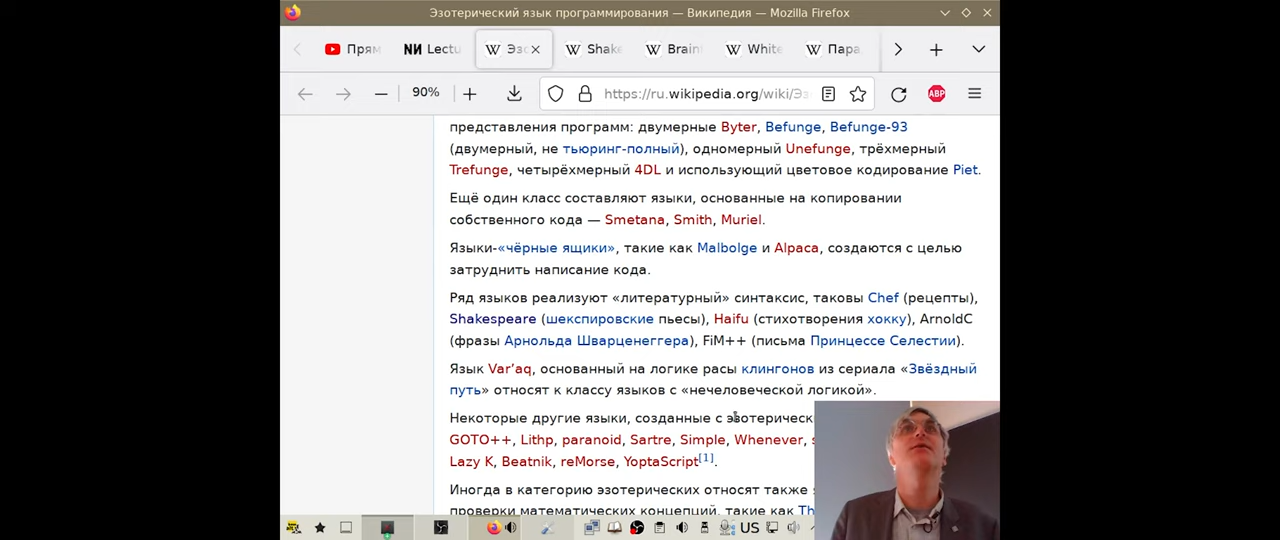 Эзотерический язык программирования — Википедия — Mozilla Firefox
Прям
NИ Lectu
W Эзо
W Shake
W Brain
W White
W Пара
90%
https://ru.wikipedia.org/wiki/Эз
ABP
представления программ: двумерные Byter, Befunge, Befunge-93
(двумерный, не тьюринг-полный), одномерный Unefunge, трёхмерный
Trefunge, четырёхмерный 4DL и использующий цветовое кодирование Piet.
Ещё один класс составляют языки, основанные на копировании
собственного кода — Smetana, Smith, Muriel.
Языки-«чёрные ящики», такие как Malbolge и Alpaca, создаются с целью
затруднить написание кода.
Ряд языков реализуют «литературный» синтаксис, таковы Chef (рецепты),
Shakespeare (шекспировские пьесы), Haifu (стихотворения хокку), ArnoldC
(фразы Арнольда Шварценеггера), FiM++ (письма Принцессе Селестии).
Язык Var’aq, основанный на логике расы клингонов из сериала «Звёздный
путь» относят к классу языков с «нечеловеческой логикой».
Некоторые другие языки, созданные с эзотерическ
GOTO++, Lithp, paranoid, Sartre, Simple, Whenever, s
Lazy K, Beatnik, reMorse, YoptaScript[1].
Иногда в категорию эзотерических относят также я
проверки математических концепций, такие как Th
US